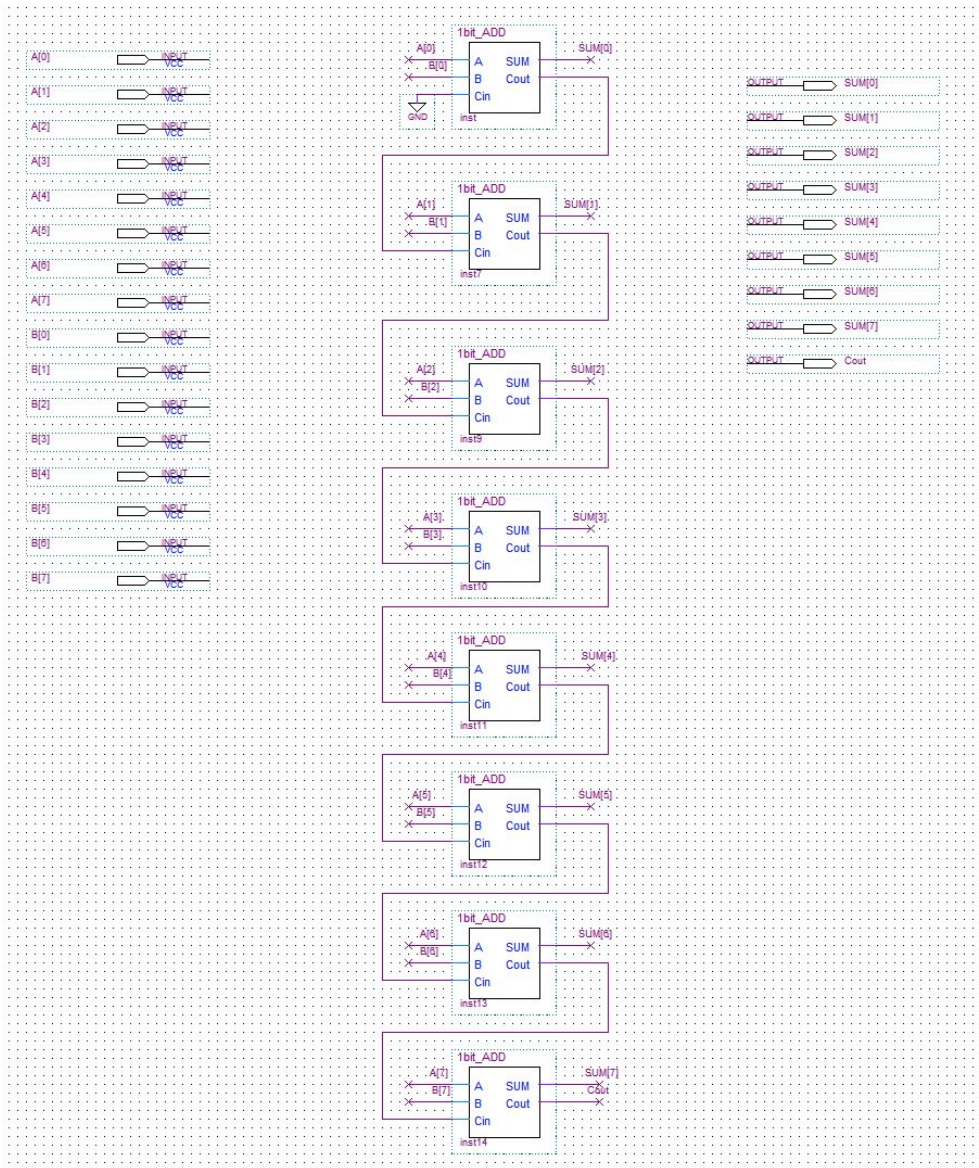 A[0] INPUT VCC
A[1] INPUT VCC
A[2] INPUT VCC
A[3] INPUT VCC
A[4] INPUT VCC
A[5] INPUT VCC
A[6] INPUT VCC
A[7] INPUT VCC
B[0] INPUT VCC
B[1] INPUT VCC
B[2] INPUT VCC
B[3] INPUT VCC
B[4] INPUT VCC
B[5] INPUT VCC
B[6] INPUT VCC
B[7] INPUT VCC
1bit_ADD
A[0] A SUM SUM[0]
B[0] B Cout
Cin
GND
inst
1bit_ADD
A[1] A SUM SUM[1]
B[1] B Cout
Cin
inst7
1bit_ADD
A[2] A SUM SUM[2]
B[2] B Cout
Cin
inst9
1bit_ADD
A[3] A SUM SUM[3]
B[3] B Cout
Cin
inst10
1bit_ADD
A[4] A SUM SUM[4]
B[4] B Cout
Cin
inst11
1bit_ADD
A[5] A SUM SUM[5]
B[5] B Cout
Cin
inst12
1bit_ADD
A[6] A SUM SUM[6]
B[6] B Cout
Cin
inst13
1bit_ADD
A[7] A SUM SUM[7]
B[7] B Cout Cout
Cin
inst14
OUTPUT SUM[0]
OUTPUT SUM[1]
OUTPUT SUM[2]
OUTPUT SUM[3]
OUTPUT SUM[4]
OUTPUT SUM[5]
OUTPUT SUM[6]
OUTPUT SUM[7]
OUTPUT Cout